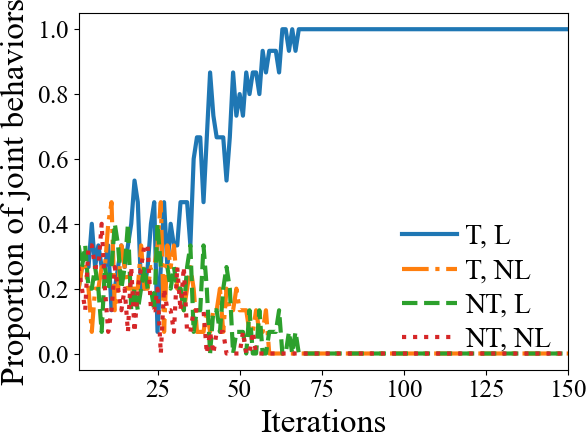 Proportion of joint behaviors
1.0
0.8
0.6
0.4
0.2
0.0
T, L
T, NL
NT, L
NT, NL
25 50 75 100 125 150
Iterations